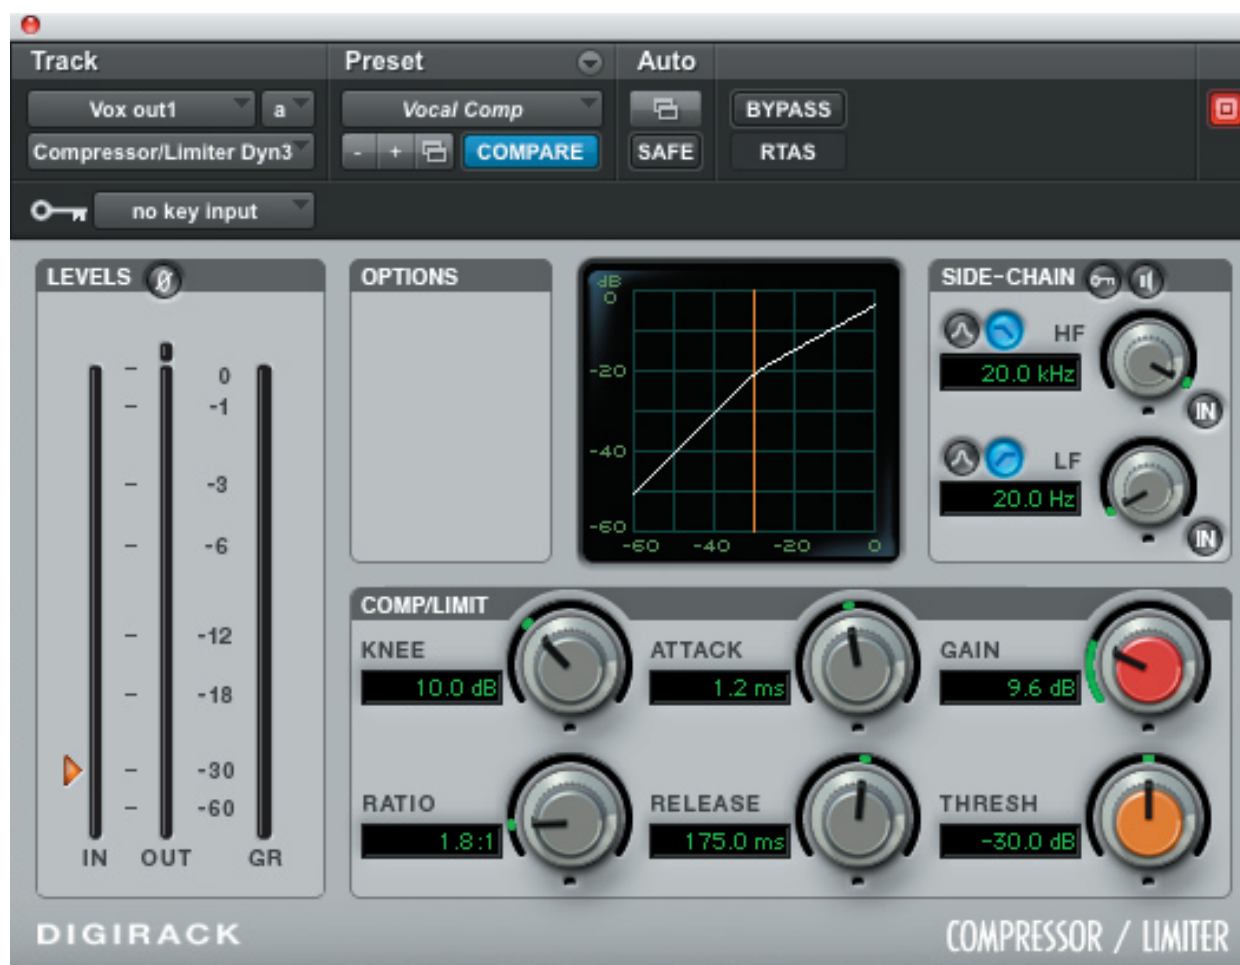 Track Preset Auto
Vox out1 a Vocal Comp BYPASS
Compressor/Limiter Dyn3 - + COMPARE SAFE RTAS
no key input
LEVELS Ø
0
-1
-3
-6
-12
-18
-30
-60
IN OUT GR
OPTIONS
dB
0
-20
-40
-60
-60 -40 -20 0
SIDE-CHAIN
HF
20.0 kHz
IN
LF
20.0 Hz
IN
COMP/LIMIT
KNEE ATTACK GAIN
10.0 dB 1.2 ms 9.6 dB
RATIO RELEASE THRESH
1.8:1 175.0 ms -30.0 dB
DIGIRACK COMPRESSOR / LIMITER